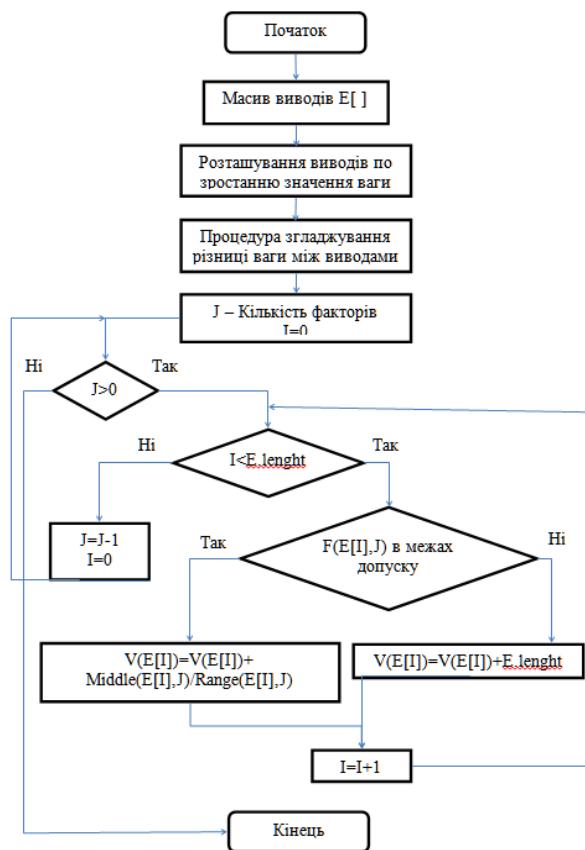 Початок
Масив виводів E[ ]
Розташування виводів по
зростанню значення ваги
Процедура згладжування
різниці ваги між виводами
J – Кількість факторів
I=0
Ні
Так
J>0
Ні
Так
I<E.lenght
J=J-1
I=0
Так
F(E[I],J) в межах
допуску
Ні
V(E[I])=V(E[I])+
Middle(E[I],J)/Range(E[I],J)
V(E[I])=V(E[I])+E.lenght
I=I+1
Кінець